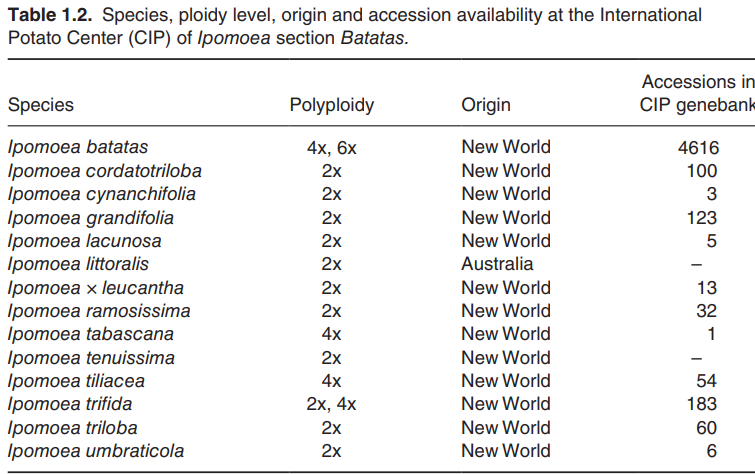 Table 1.2. Species, ploidy level, origin and accession availability at the International
Potato Center (CIP) of Ipomoea section Batatas.
Accessions in
Species Polyploidy Origin CIP genebank
Ipomoea batatas 4x, 6x New World 4616
Ipomoea cordatotriloba 2x New World 100
Ipomoea cynanchifolia 2x New World 3
Ipomoea grandifolia 2x New World 123
Ipomoea lacunosa 2x New World 5
Ipomoea littoralis 2x Australia –
Ipomoea × leucantha 2x New World 13
Ipomoea ramosissima 2x New World 32
Ipomoea tabascana 4x New World 1
Ipomoea tenuissima 2x New World –
Ipomoea tiliacea 4x New World 54
Ipomoea trifida 2x, 4x New World 183
Ipomoea triloba 2x New World 60
Ipomoea umbraticola 2x New World 6